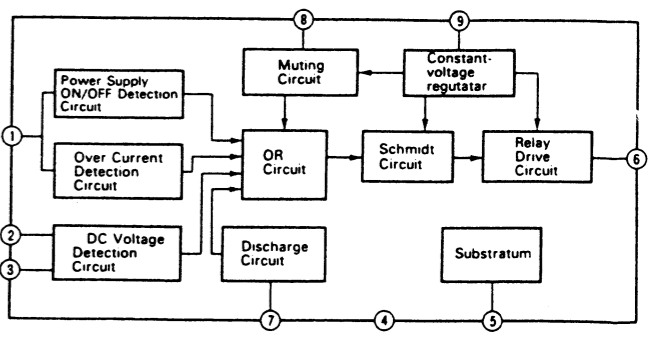 8
9
Muting
Circuit
Constant-
voltage
regutatar
Power Supply
ON/OFF Detection
Circuit
1
Over Current
Detection
Circuit
OR
Circuit
Schmidt
Circuit
Relay
Drive
Circuit
6
2
3
DC Voltage
Detection
Circuit
Discharge
Circuit
Substratum
7
4
5